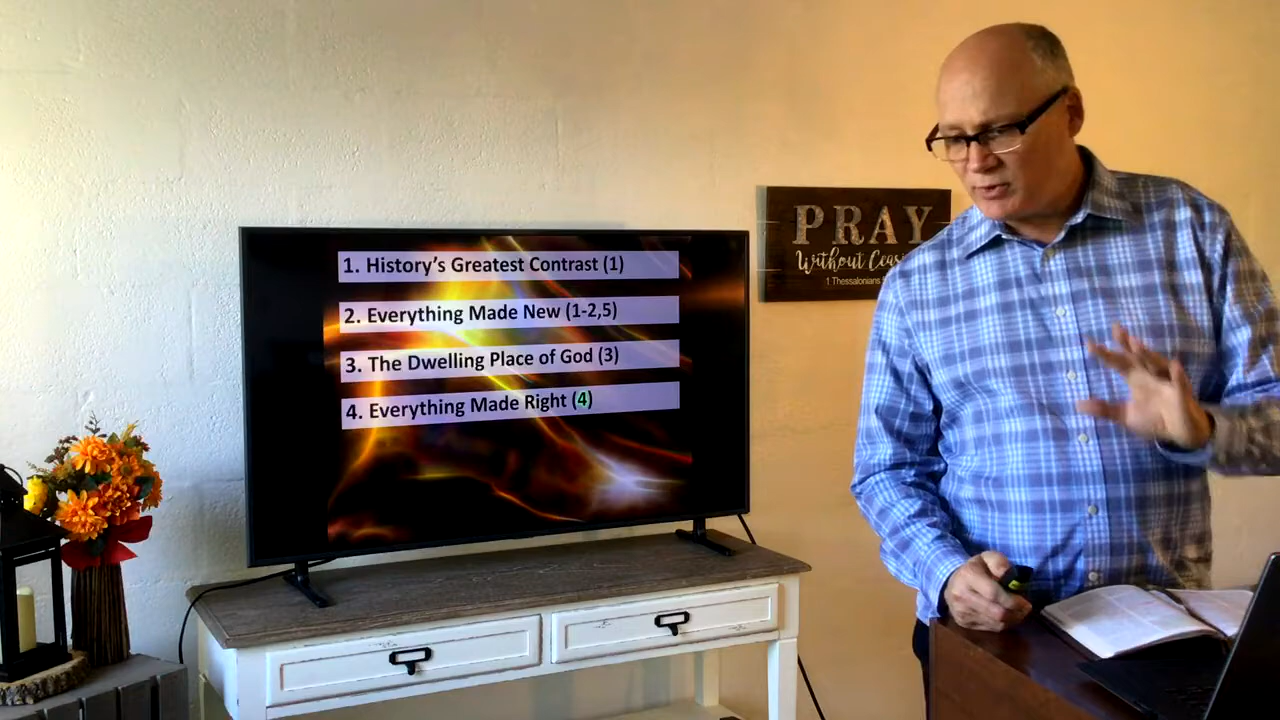 1. History's Greatest Contrast (1)
2. Everything Made New (1-2,5)
3. The Dwelling Place of God (3)
4. Everything Made Right (4)
PRAY
Without
1 Thessalonians